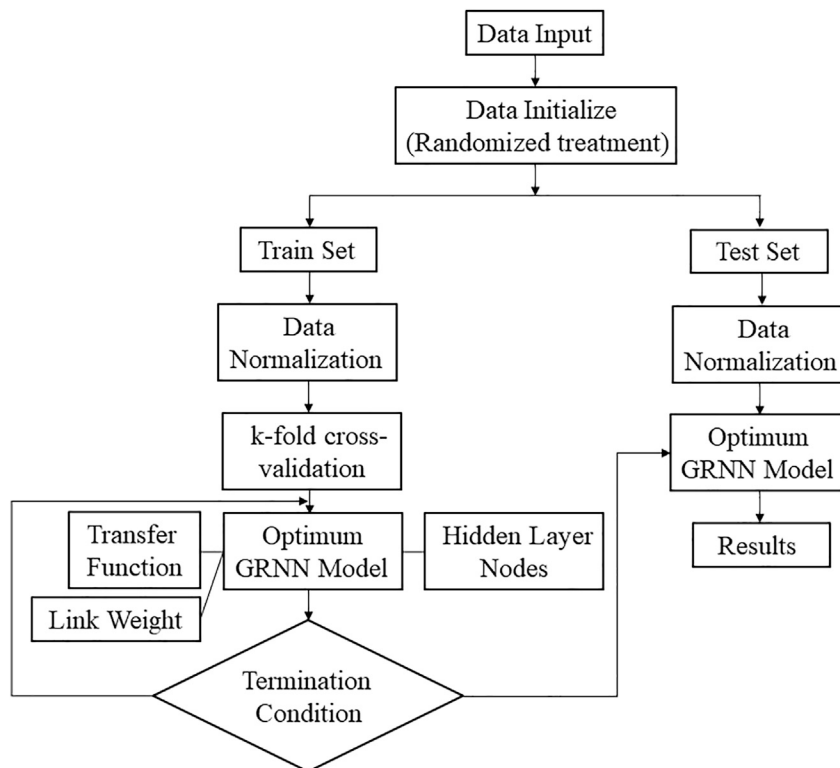 Data Input
Data Initialize
(Randomized treatment)
Train Set
Test Set
Data
Normalization
Data
Normalization
k-fold cross-
validation
Optimum
GRNN Model
Transfer
Function
Optimum
GRNN Model
Hidden Layer
Nodes
Results
Link Weight
Termination
Condition